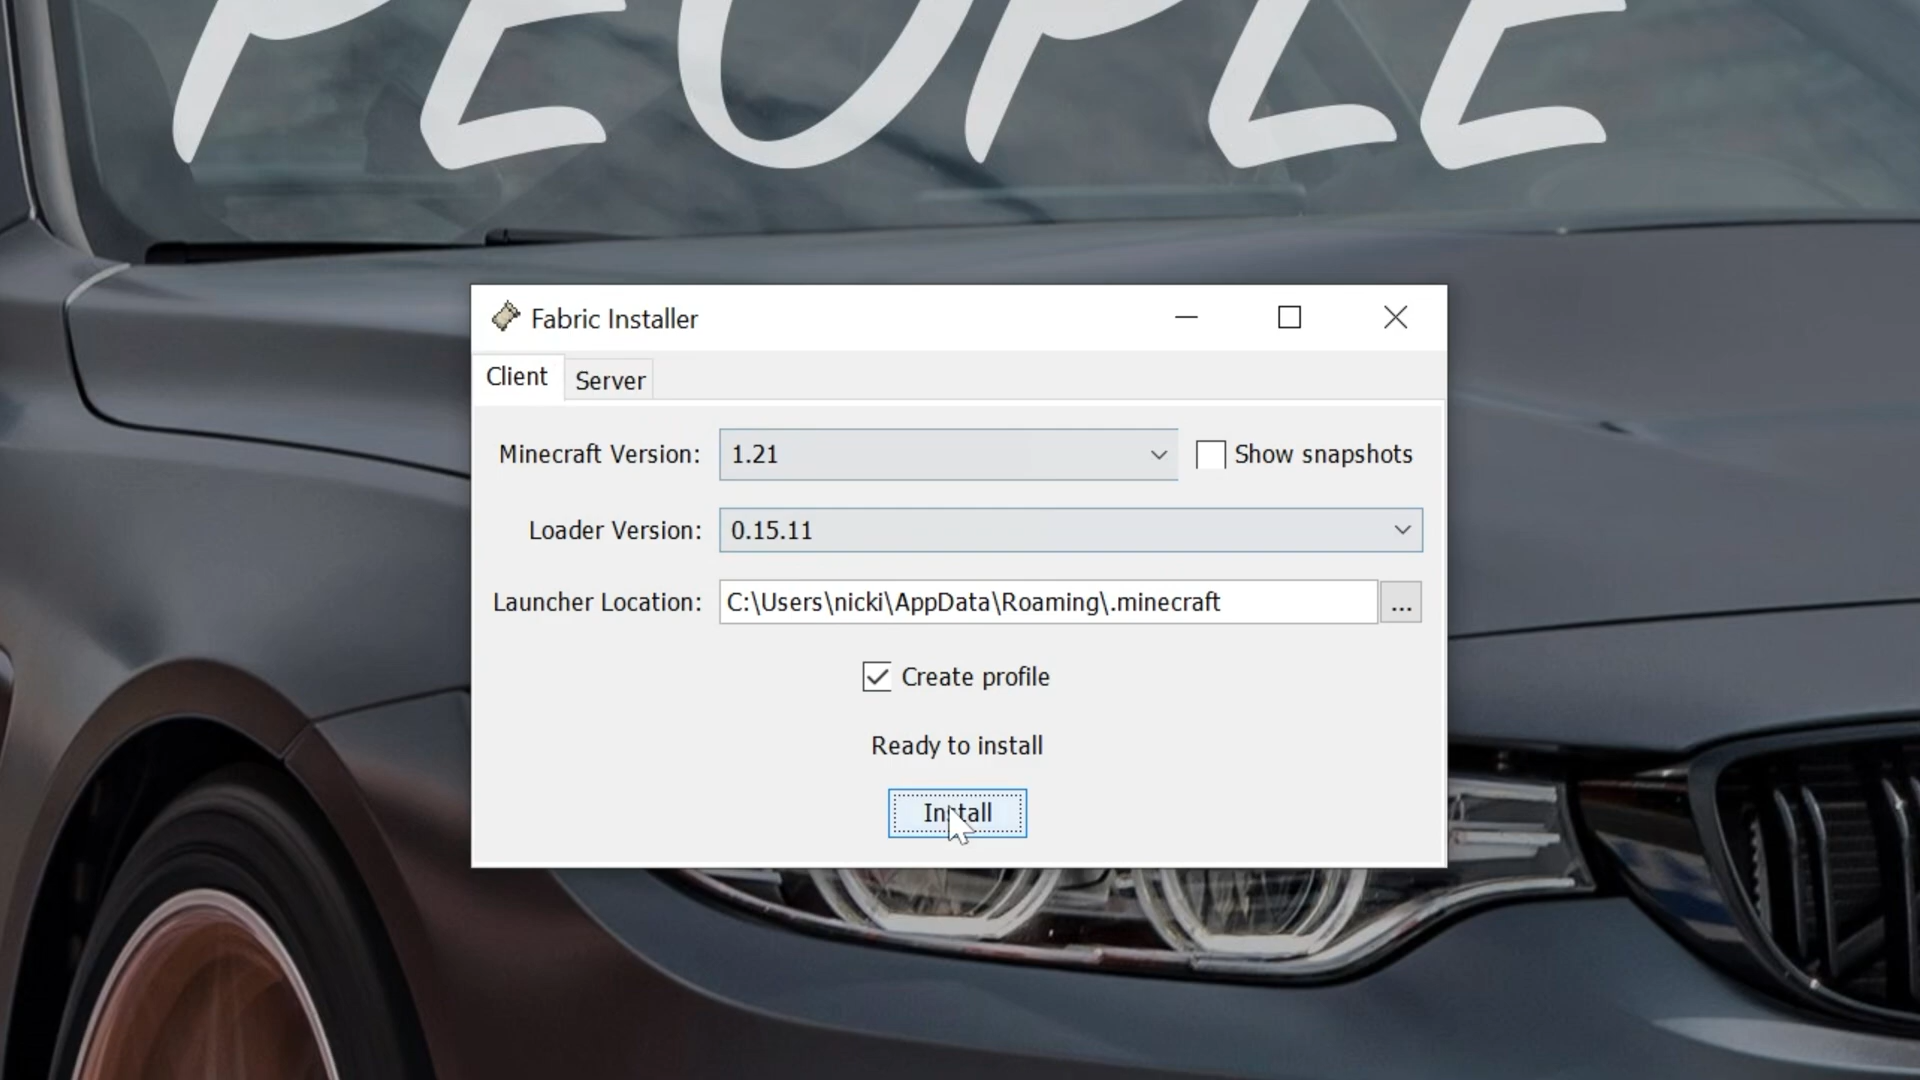 PEOPLE
Fabric Installer
Client
Server
Minecraft Version:
1.21
Show snapshots
Loader Version:
0.15.11
Launcher Location:
C:\Users\nicki\AppData\Roaming\.minecraft
...
Create profile
Ready to install
Install